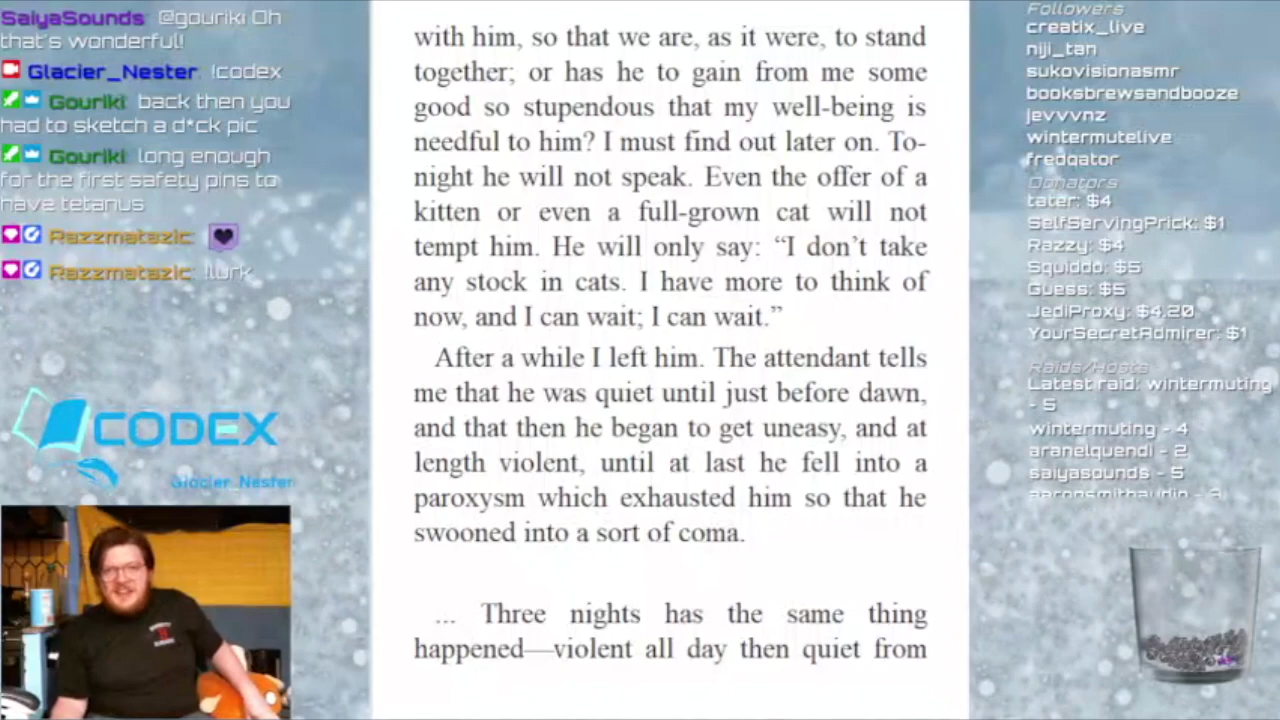 SaiyaSounds: @gouriki Oh
that's wonderful!
Glacier_Nester: !codex
Gouriki: back then you
had to sketch a d*ck pic
Gouriki: long enough
for the first safety pins to
have tetanus
Razzmatazic:
Razzmatazic: !lurk
CODEX
Glacier_Nester
with him, so that we are, as it were, to stand
together; or has he to gain from me some
good so stupendous that my well-being is
needful to him? I must find out later on. To-
night he will not speak. Even the offer of a
kitten or even a full-grown cat will not
tempt him. He will only say: “I don’t take
any stock in cats. I have more to think of
now, and I can wait; I can wait.”
After a while I left him. The attendant tells
me that he was quiet until just before dawn,
and that then he began to get uneasy, and at
length violent, until at last he fell into a
paroxysm which exhausted him so that he
swooned into a sort of coma.
... Three nights has the same thing
happened—violent all day then quiet from
Followers
creatix_live
niji_tan
sukovisionasmr
booksbrewsandbooze
jevvvnz
wintermutelive
fredgator
Donators
tater: $4
SelfServingPrick: $1
Razzy: $4
Squiddo: $5
Guess: $5
JediProxy: $4.20
YourSecretAdmirer: $1
Raids/Hosts
Latest raid: wintermuting
- 5
wintermuting - 4
aranelquendi - 2
saiyasounds - 5